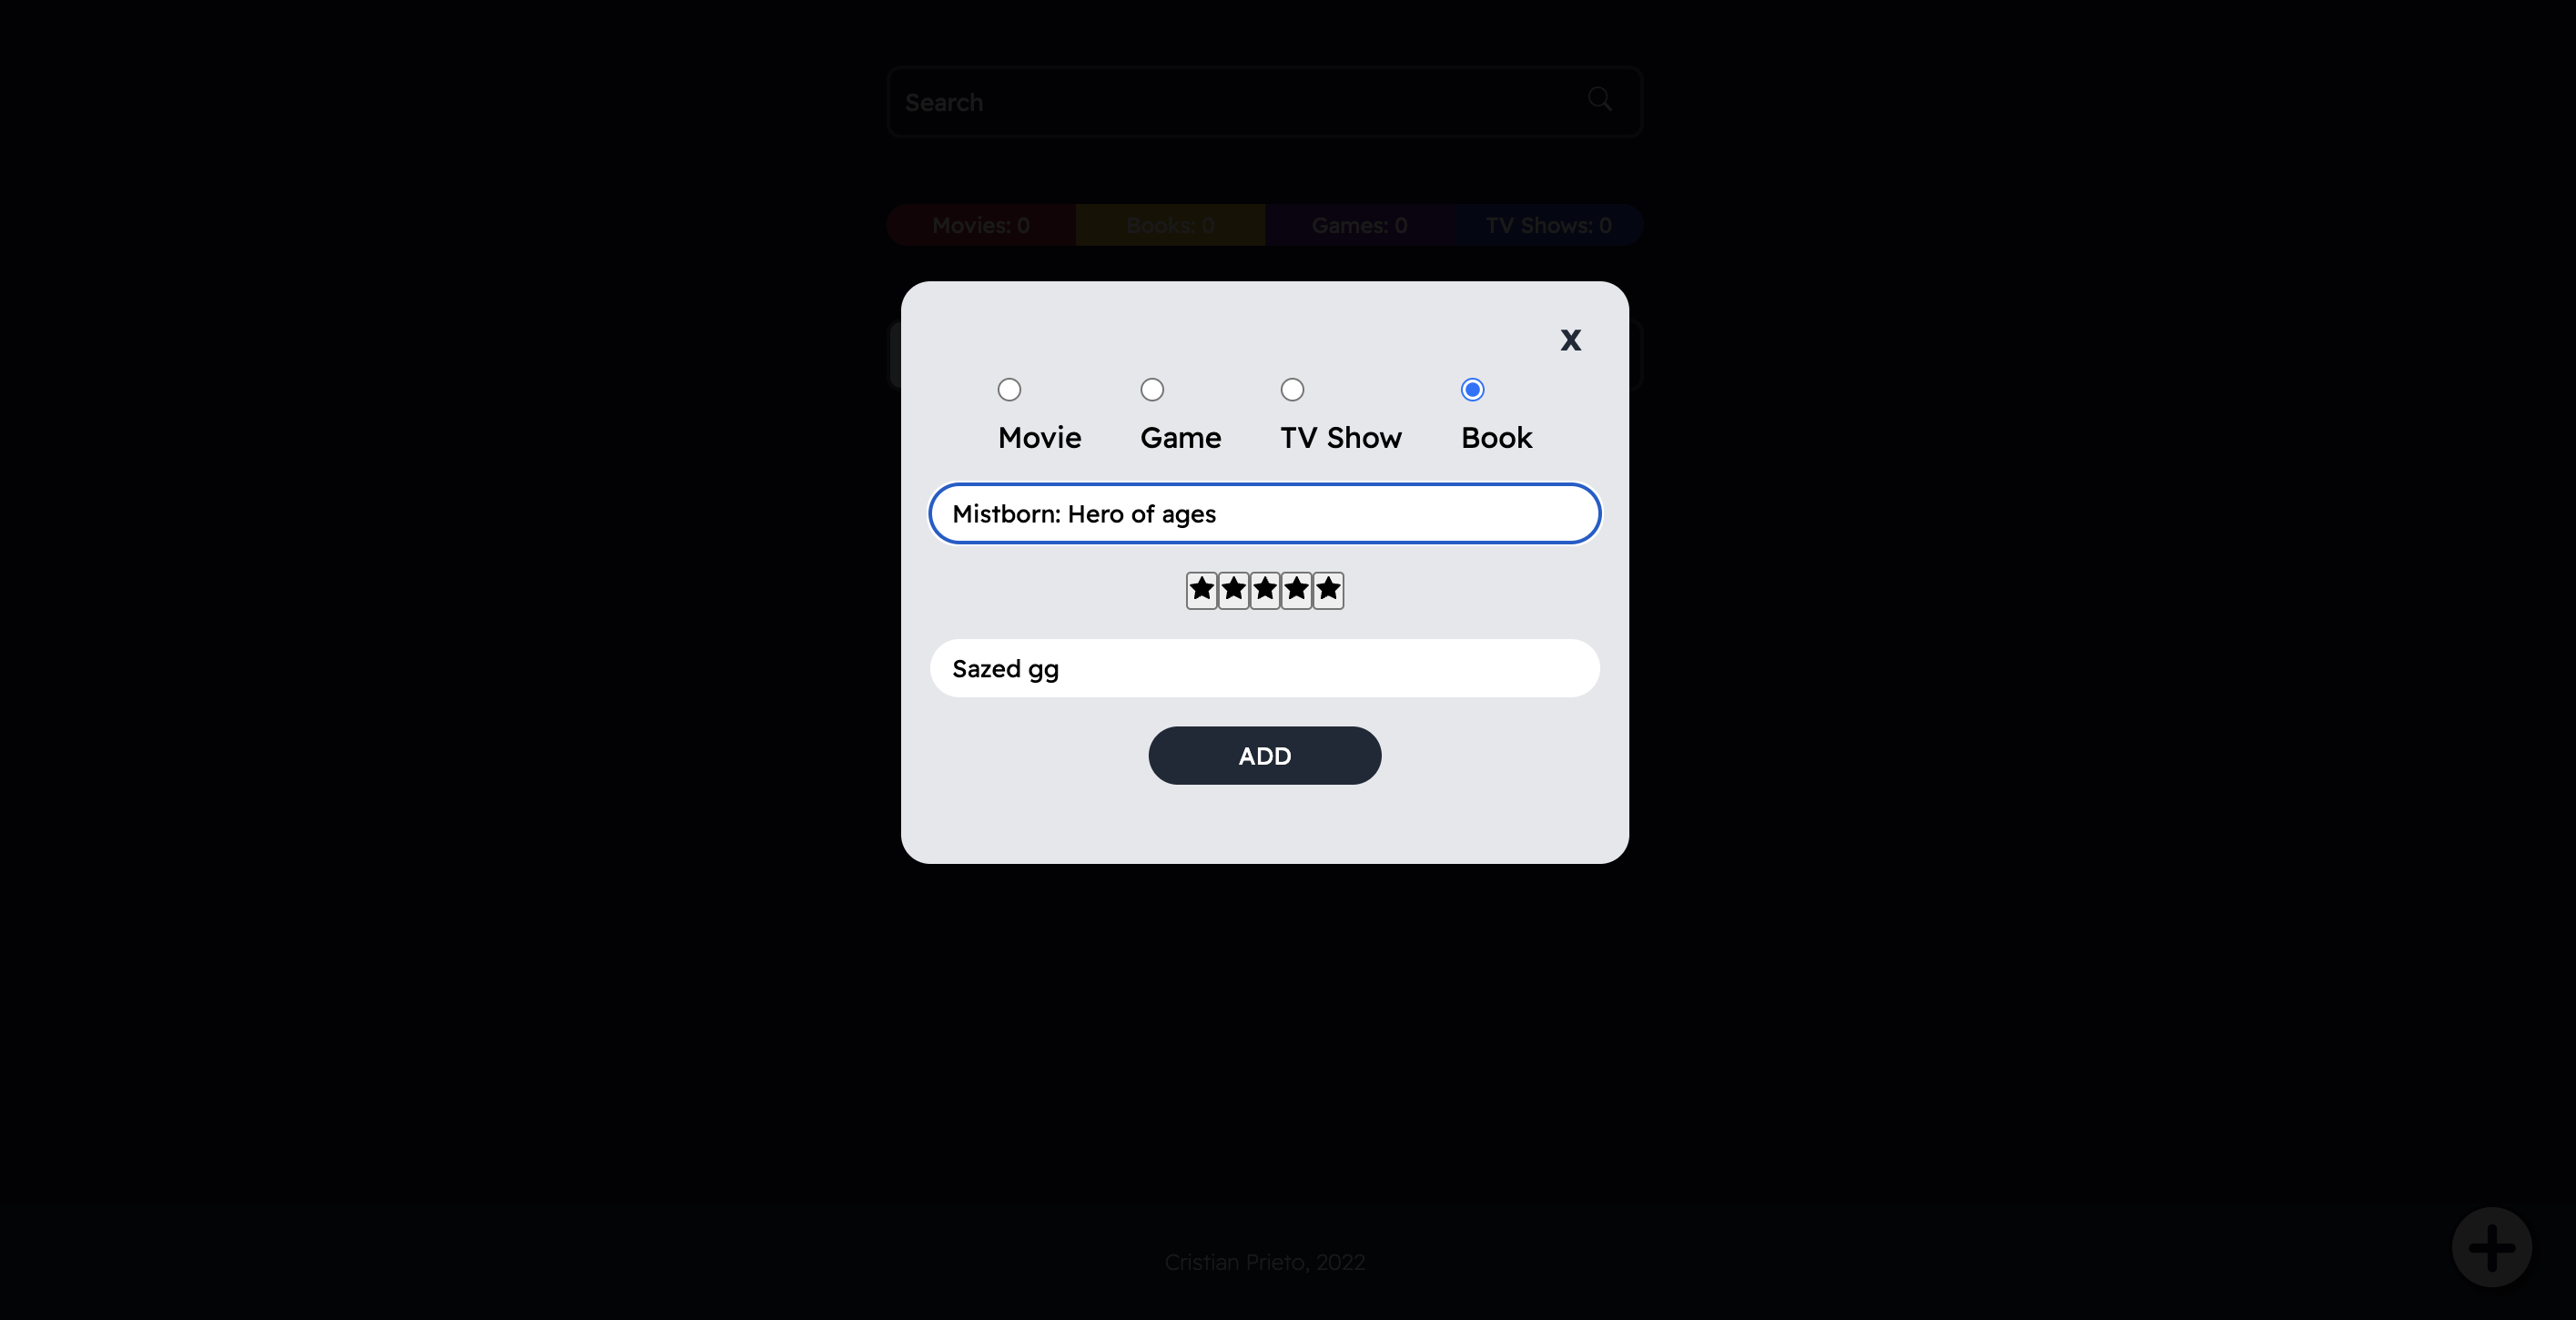 Search
Movies: 0 Books: 0 Games: 0 TV Shows: 0
X
Movie Game TV Show Book
Mistborn: Hero of ages
Sazed gg
ADD
Cristian Prieto, 2022